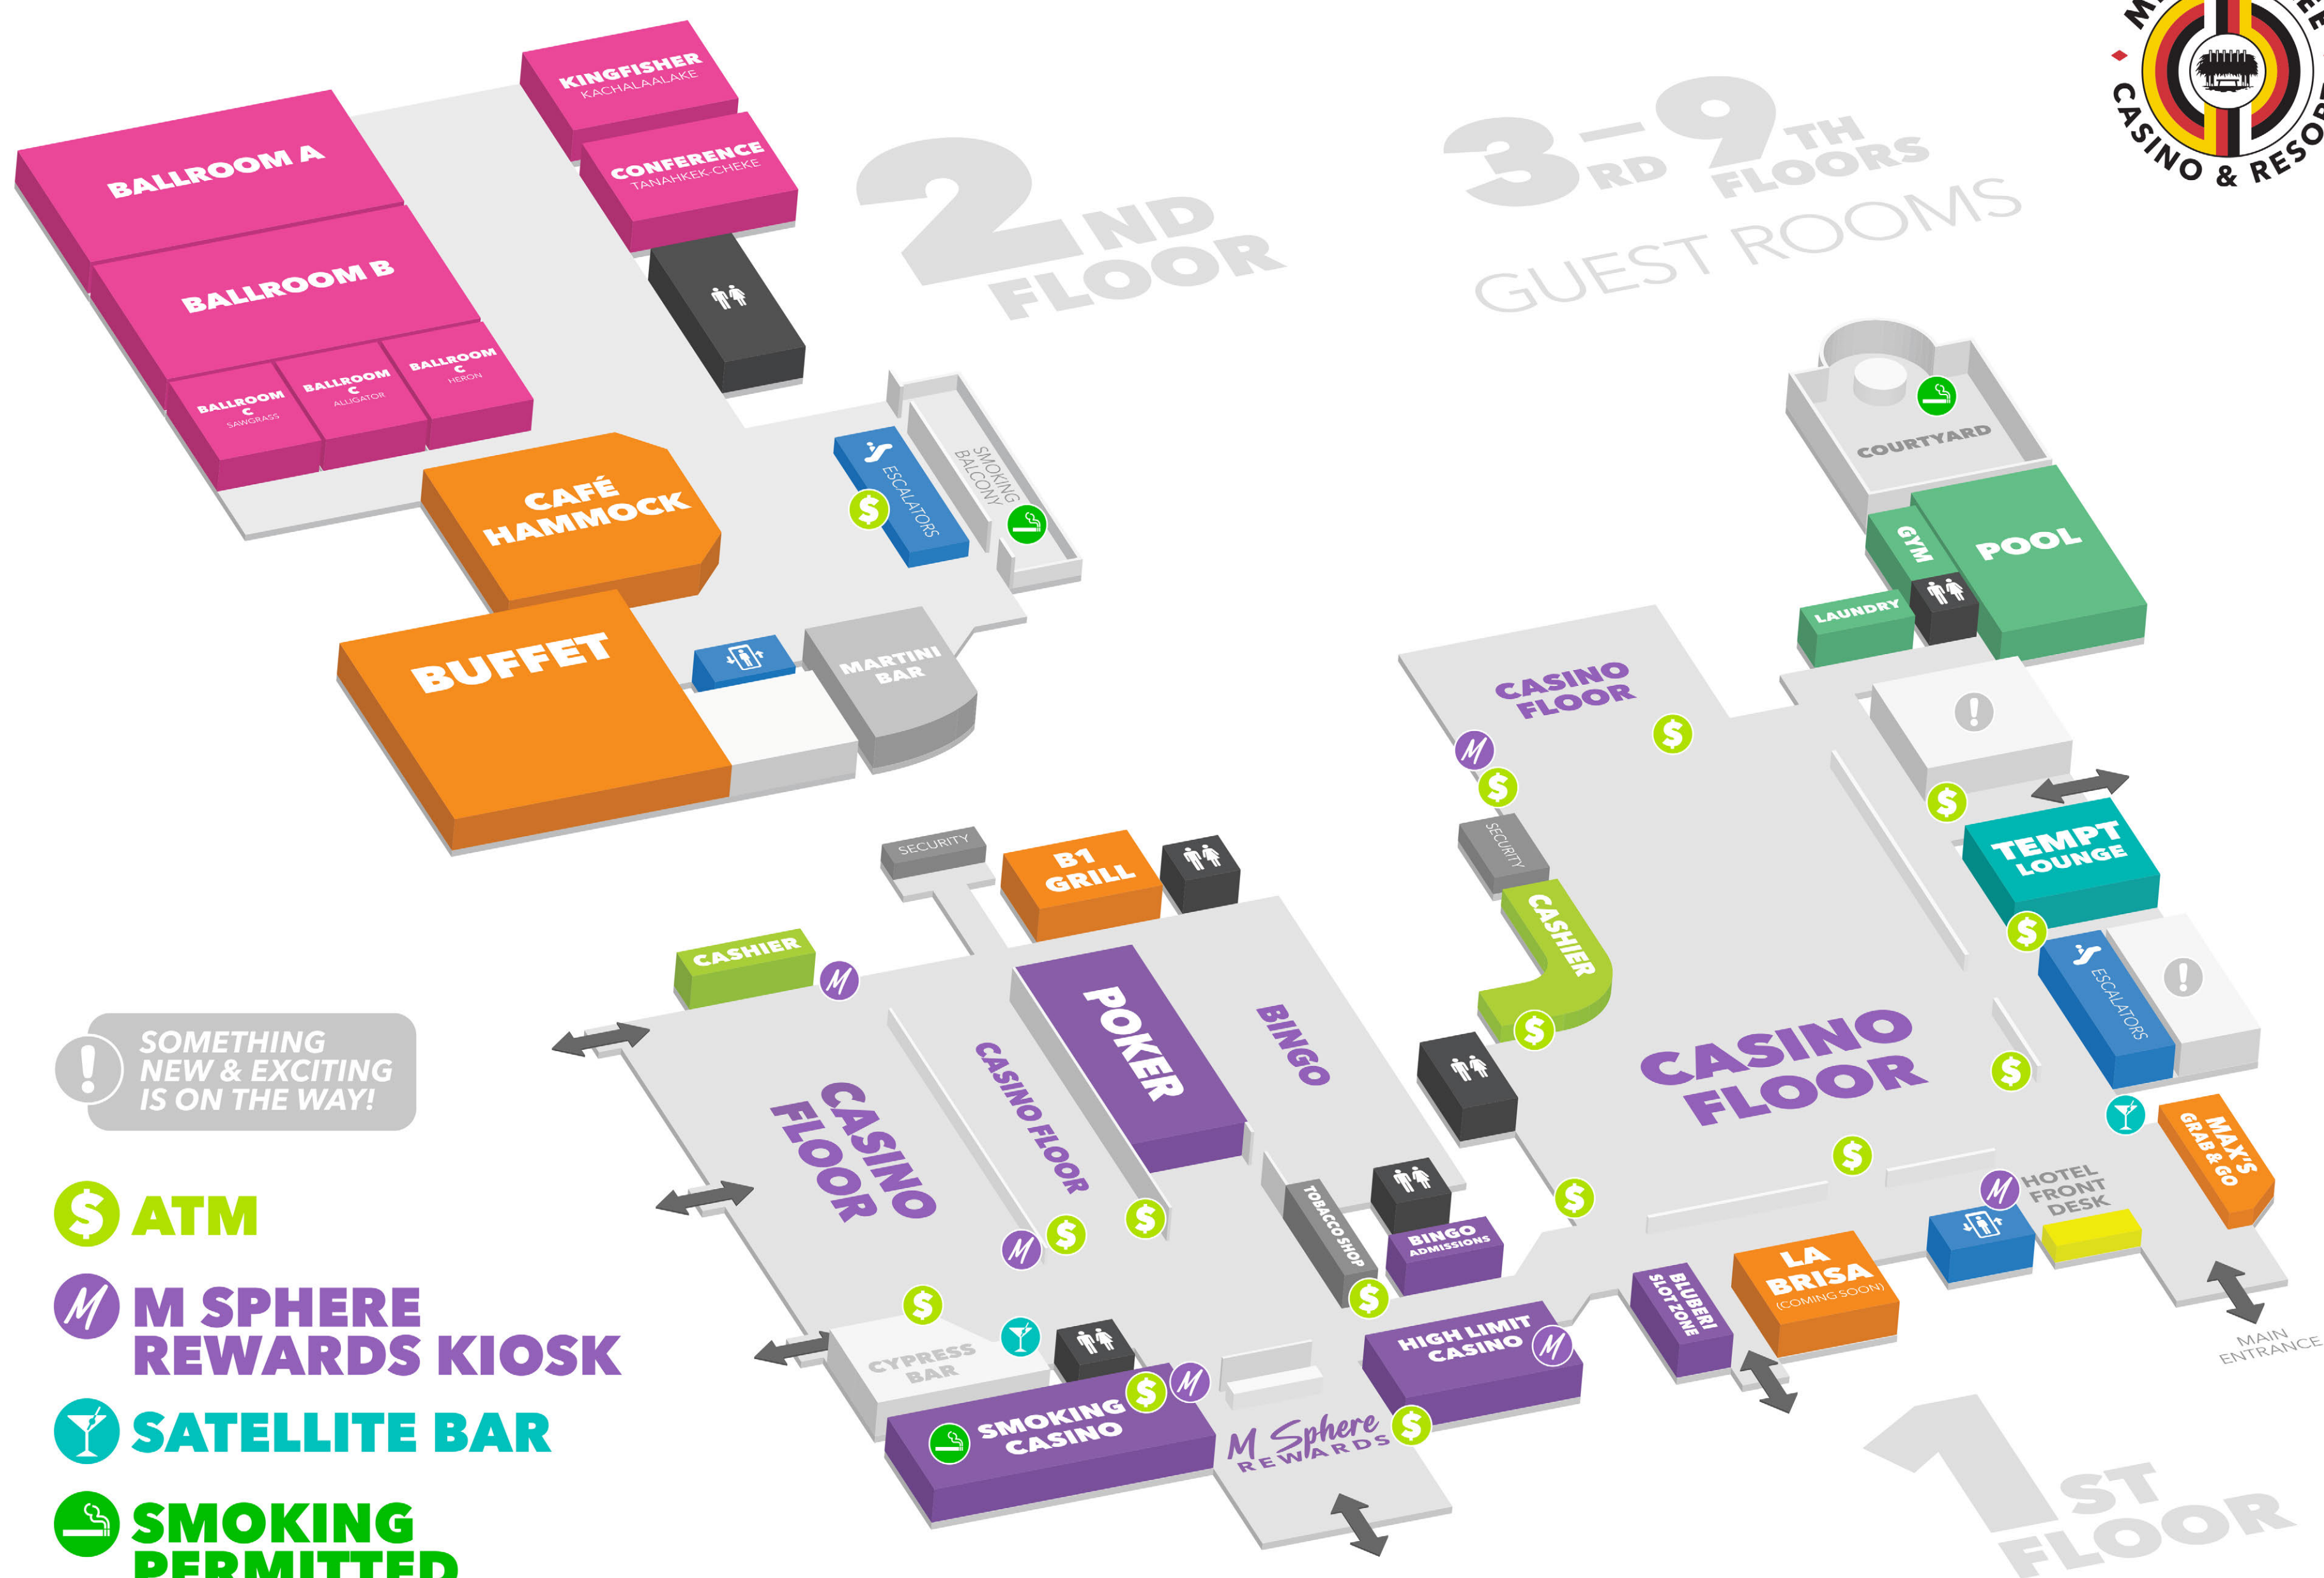 KINGFISHER
KACHALAALAKE
CONFERENCE
TANAHKEK-CHEKE
BALLROOM A
BALLROOM B
BALLROOM
C
SAWGRASS
BALLROOM
C
ALLIGATOR
BALLROOM
C
HERON
2ND
FLOOR
3RD – 9TH
FLOORS
GUEST ROOMS
CASINO & RESORT
CAFÉ
HAMMOCK
ESCALATORS
SMOKING
BALCONY
BUFFET
MARTINI
BAR
COURTYARD
GYM
POOL
LAUNDRY
CASINO
FLOOR
!
SECURITY
CASHIER
TEMPT
LOUNGE
ESCALATORS
!
CASINO
FLOOR
MAX'S
GRAB & GO
HOTEL
FRONT
DESK
LA
BRISA
(COMING SOON)
BLUBERI
SLOT ZONE
MAIN
ENTRANCE
SECURITY
B1
GRILL
CASHIER
POKER
BINGO
CASINO FLOOR
CASINO
FLOOR
TOBACCO SHOP
BINGO
ADMISSIONS
HIGH LIMIT
CASINO
M
CYPRESS
BAR
SMOKING
CASINO
M Sphere
REWARDS
1ST
FLOOR
! SOMETHING
NEW & EXCITING
IS ON THE WAY!
$ ATM
M M SPHERE
REWARDS KIOSK
SATELLITE BAR
SMOKING
PERMITTED